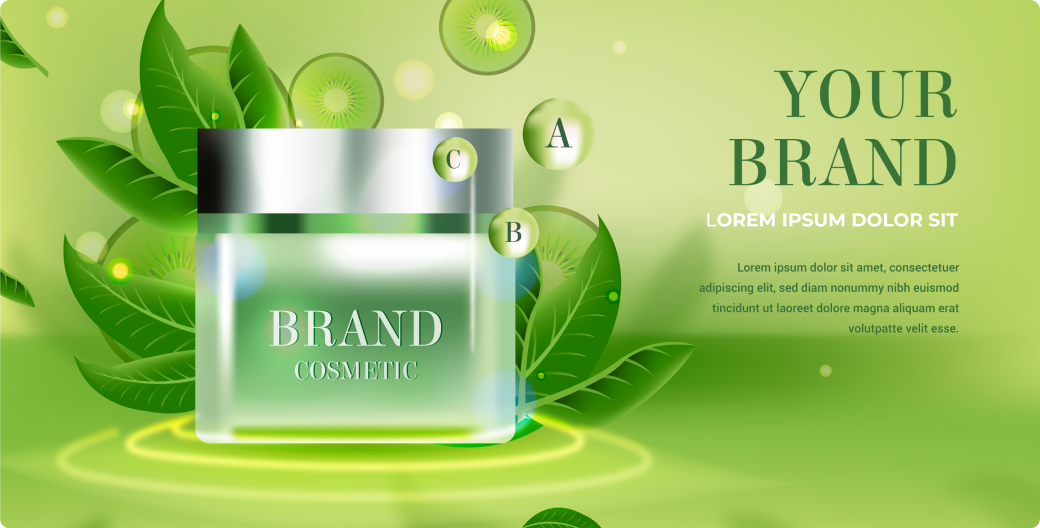 YOUR
BRAND
LOREM IPSUM DOLOR SIT
Lorem ipsum dolor sit amet, consectetuer
adipiscing elit, sed diam nonummy nibh euismod
tincidunt ut laoreet dolore magna aliquam erat
volutpatte velit esse.
A
C
B
BRAND
COSMETIC